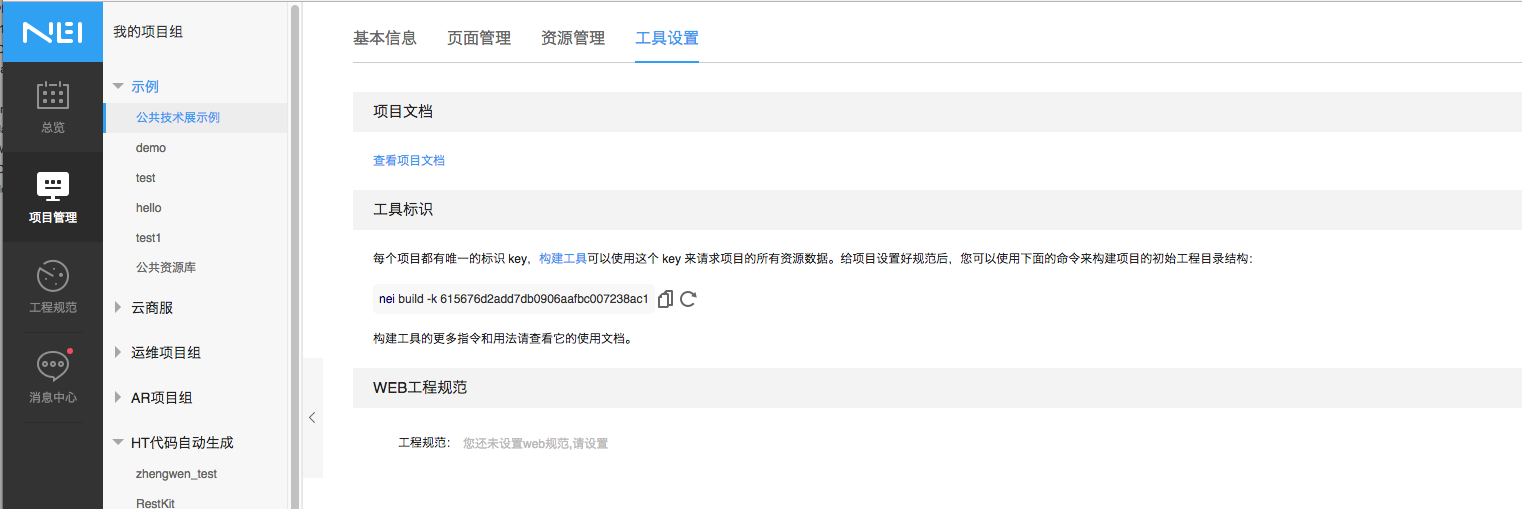 NEI
总览
项目管理
工程规范
消息中心
我的项目组
示例
公共技术展示例
demo
test
hello
test1
公共资源库
云商服
运维项目组
AR项目组
HT代码自动生成
zhengwen_test
RestKit
基本信息 页面管理 资源管理 工具设置
项目文档
查看项目文档
工具标识
每个项目都有唯一的标识 key，构建工具可以使用这个 key 来请求项目的所有资源数据。给项目设置好规范后，您可以使用下面的命令来构建项目的初始工程目录结构：
nei build -k 615676d2add7db0906aafbc007238ac1
构建工具的更多指令和用法请查看它的使用文档。
WEB工程规范
工程规范： 您还未设置web规范,请设置